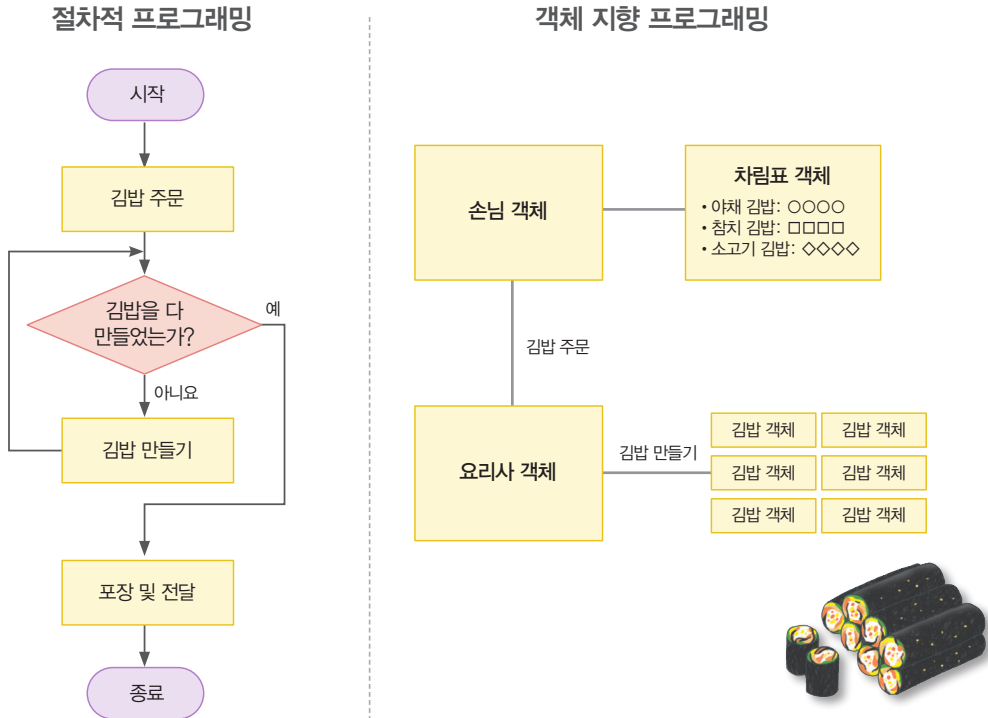 절차적 프로그래밍
시작
김밥 주문
김밥을 다
만들었는가?
예
아니요
김밥 만들기
포장 및 전달
종료
객체 지향 프로그래밍
손님 객체
차림표 객체
• 야채 김밥: ○○○○
• 참치 김밥: □□□□
• 소고기 김밥: ◇◇◇◇
김밥 주문
요리사 객체
김밥 만들기
김밥 객체
김밥 객체
김밥 객체
김밥 객체
김밥 객체
김밥 객체